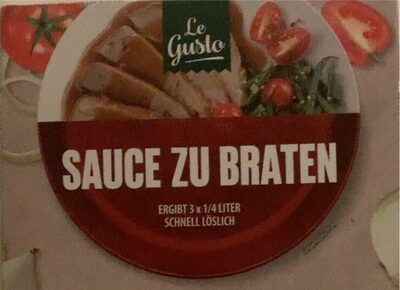 Le
Gusto
SAUCE ZU BRATEN
ERGIBT 3 x 1/4 LITER
SCHNELL LÖSLICH